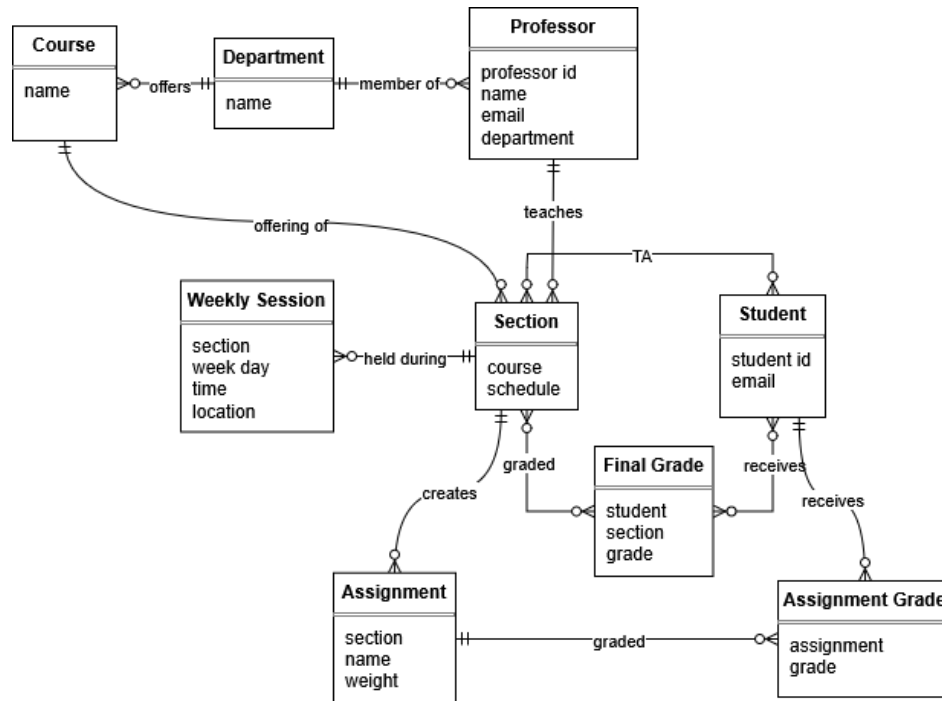 Course
name
offers
Department
name
member of
Professor
professor id
name
email
department
teaches
offering of
TA
Weekly Session
section
week day
time
location
held during
Section
course
schedule
Student
student id
email
graded
Final Grade
student
section
grade
receives
receives
creates
Assignment
section
name
weight
graded
Assignment Grade
assignment
grade